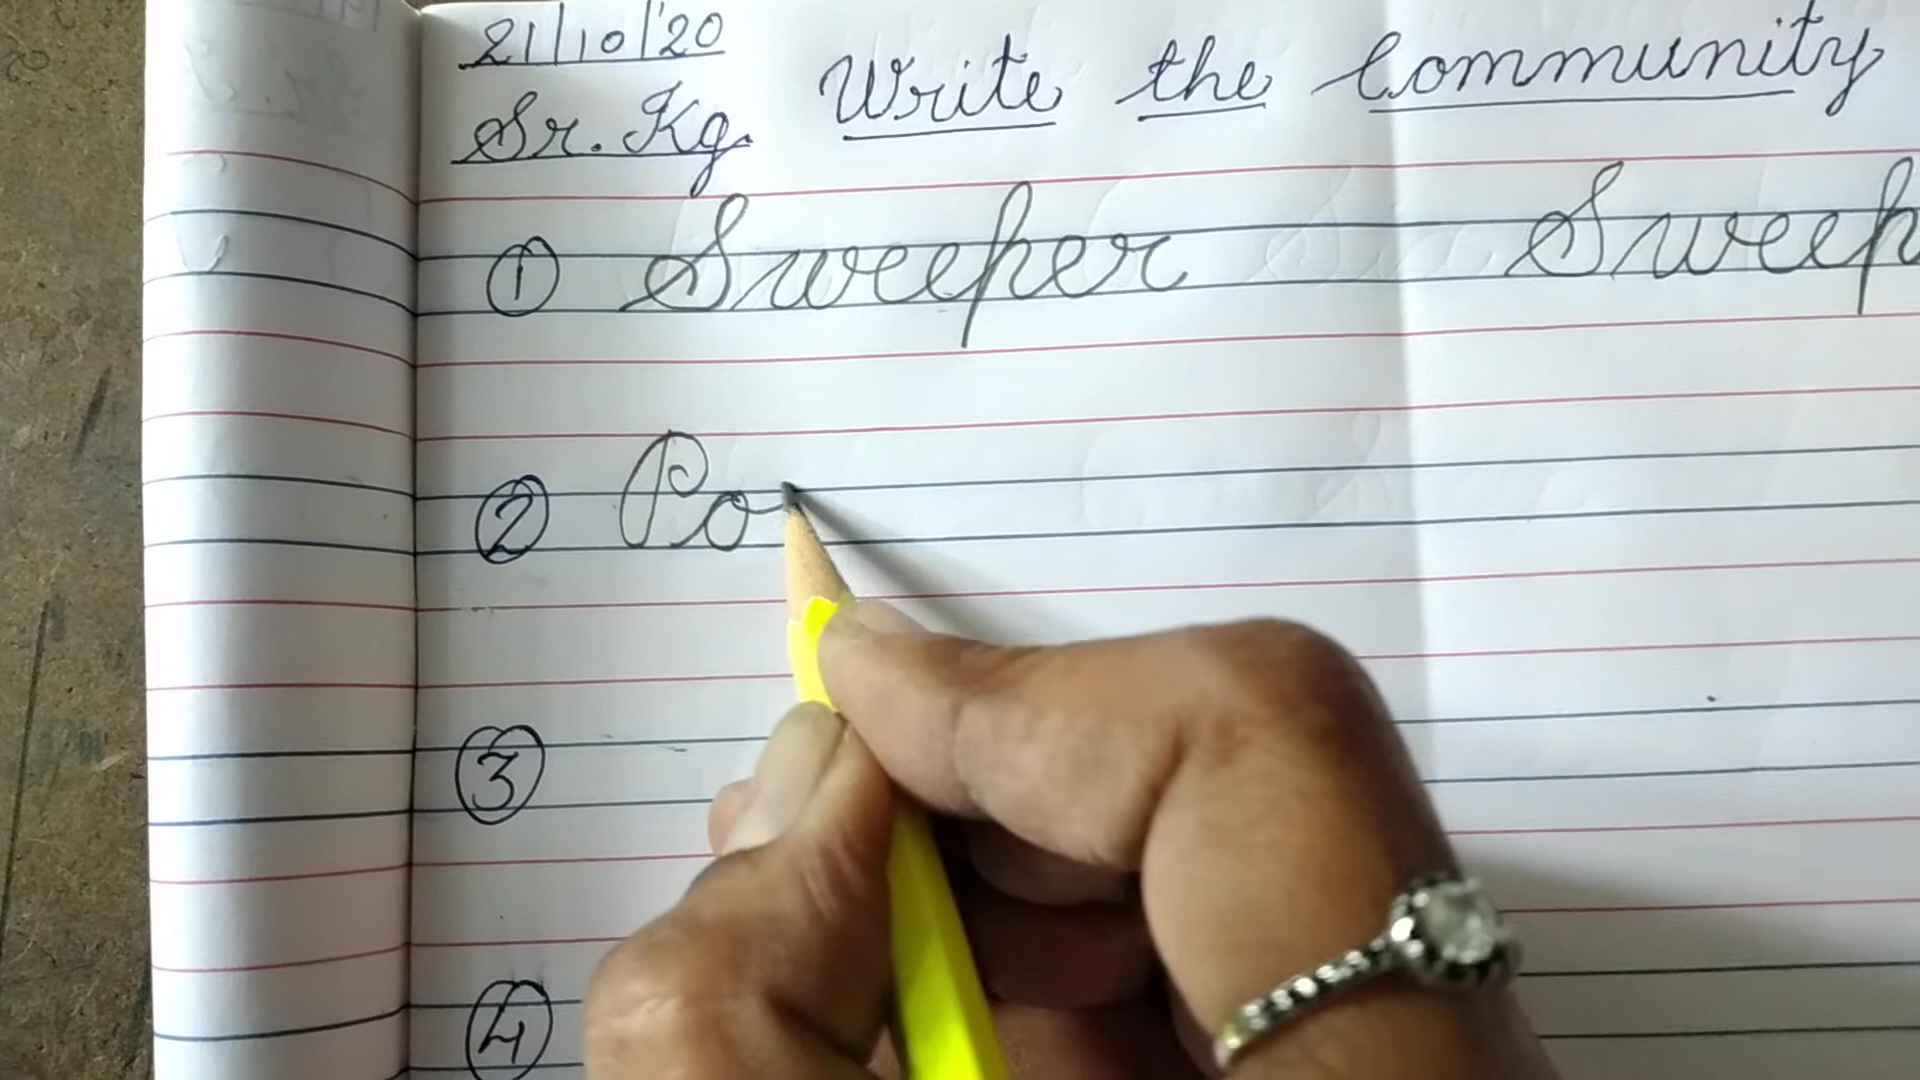 21/10/'20
Sr. Kg. Write the Community
① Sweeper Sweep
② Po
③
④